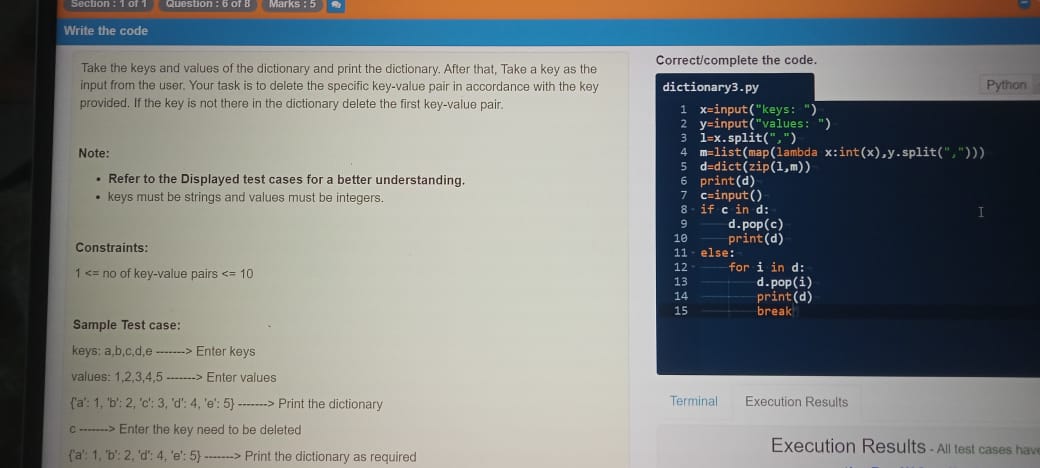 Section : 1 of 1 Question : 6 of 8 Marks : 5
Write the code
Take the keys and values of the dictionary and print the dictionary. After that, Take a key as the
input from the user. Your task is to delete the specific key-value pair in accordance with the key
provided. If the key is not there in the dictionary delete the first key-value pair.
Note:
• Refer to the Displayed test cases for a better understanding.
• keys must be strings and values must be integers.
Constraints:
1 <= no of key-value pairs <= 10
Sample Test case:
keys: a,b,c,d,e -------> Enter keys
values: 1,2,3,4,5 -------> Enter values
{'a': 1, 'b': 2, 'c': 3, 'd': 4, 'e': 5} -------> Print the dictionary
c -------> Enter the key need to be deleted
{'a': 1, 'b': 2, 'd': 4, 'e': 5} -------> Print the dictionary as required
Correct/complete the code.
dictionary3.py
Python
1 x=input("keys: ")
2 y=input("values: ")
3 l=x.split(",")
4 m=list(map(lambda x:int(x),y.split(",")))
5 d=dict(zip(l,m))
6 print(d)
7 c=input()
8 if c in d:
9 d.pop(c)
10 print(d)
11 else:
12 for i in d:
13 d.pop(i)
14 print(d)
15 break
Terminal Execution Results
Execution Results - All test cases have